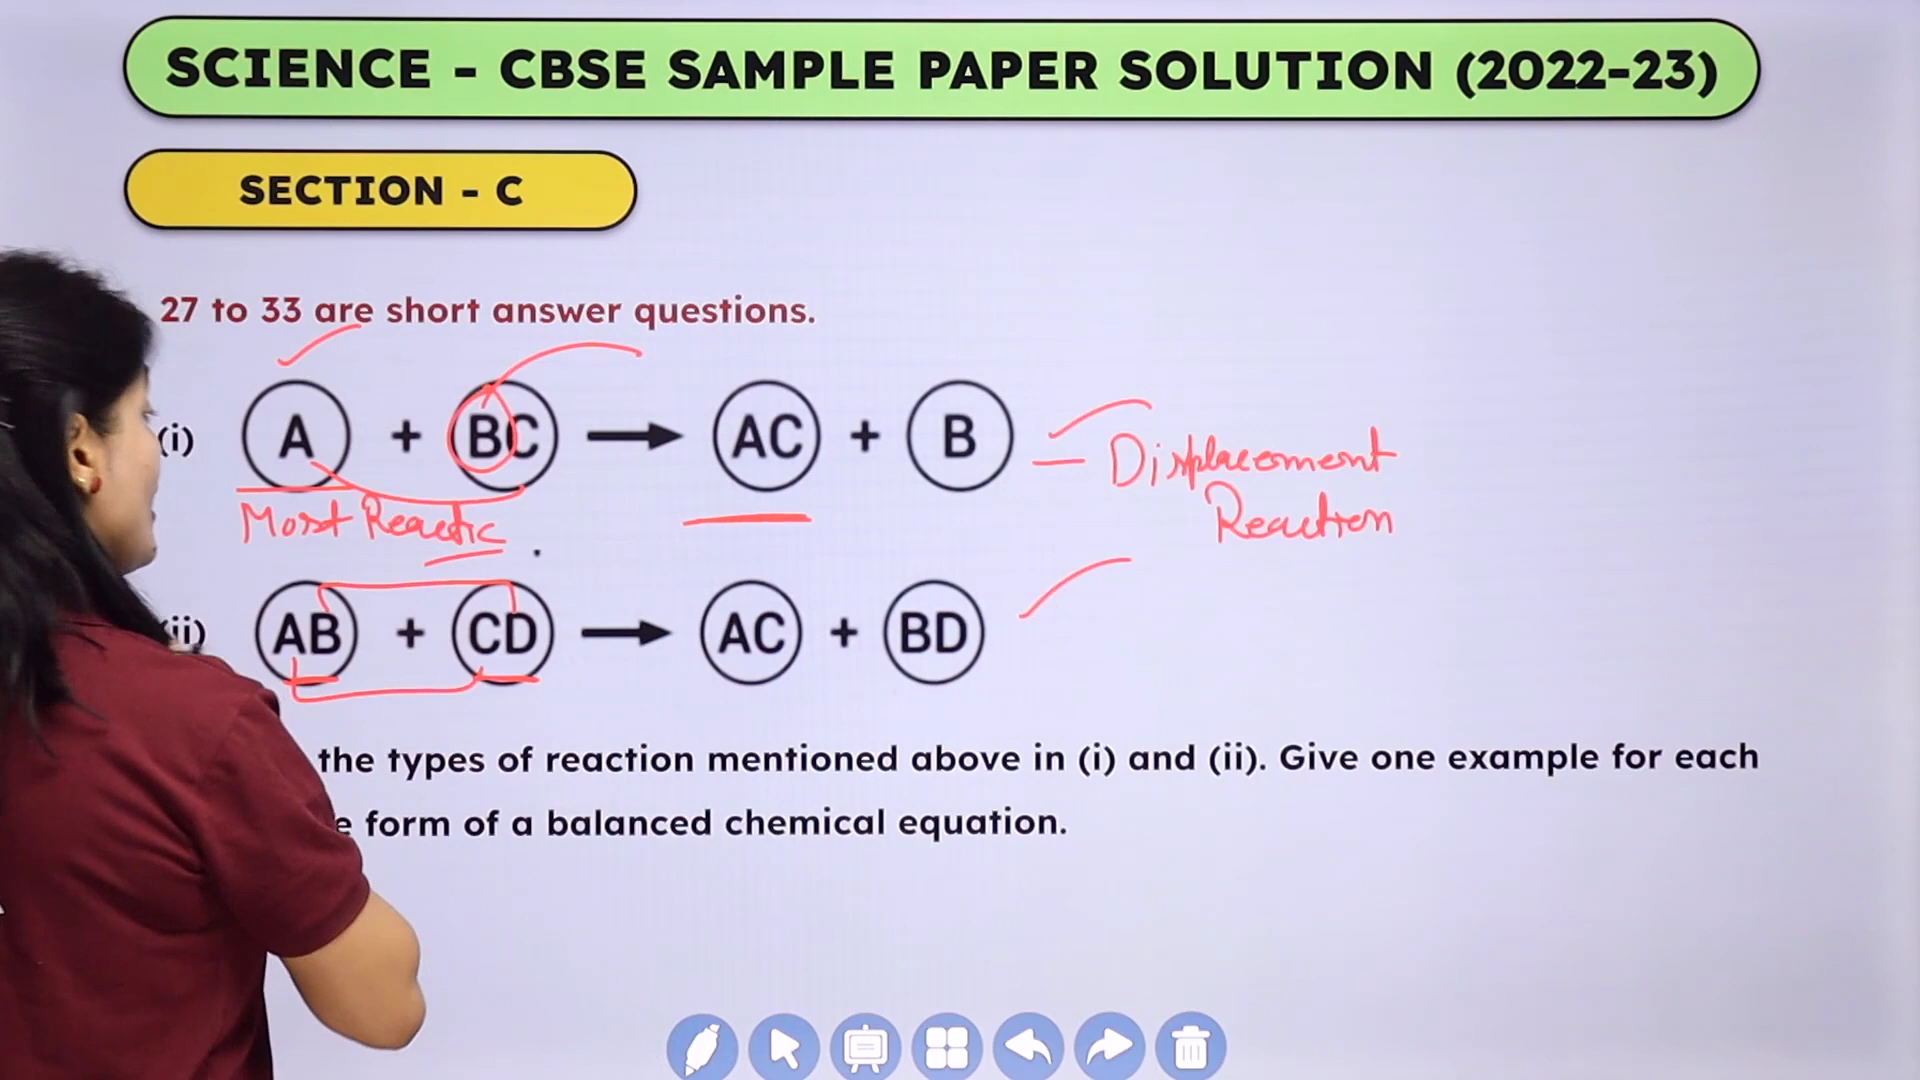 SCIENCE - CBSE SAMPLE PAPER SOLUTION (2022-23)
SECTION - C
27 to 33 are short answer questions.
(i) A + BC → AC + B — Displacement
Reaction
Most Reactic
(ii) AB + CD → AC + BD
the types of reaction mentioned above in (i) and (ii). Give one example for each
e form of a balanced chemical equation.